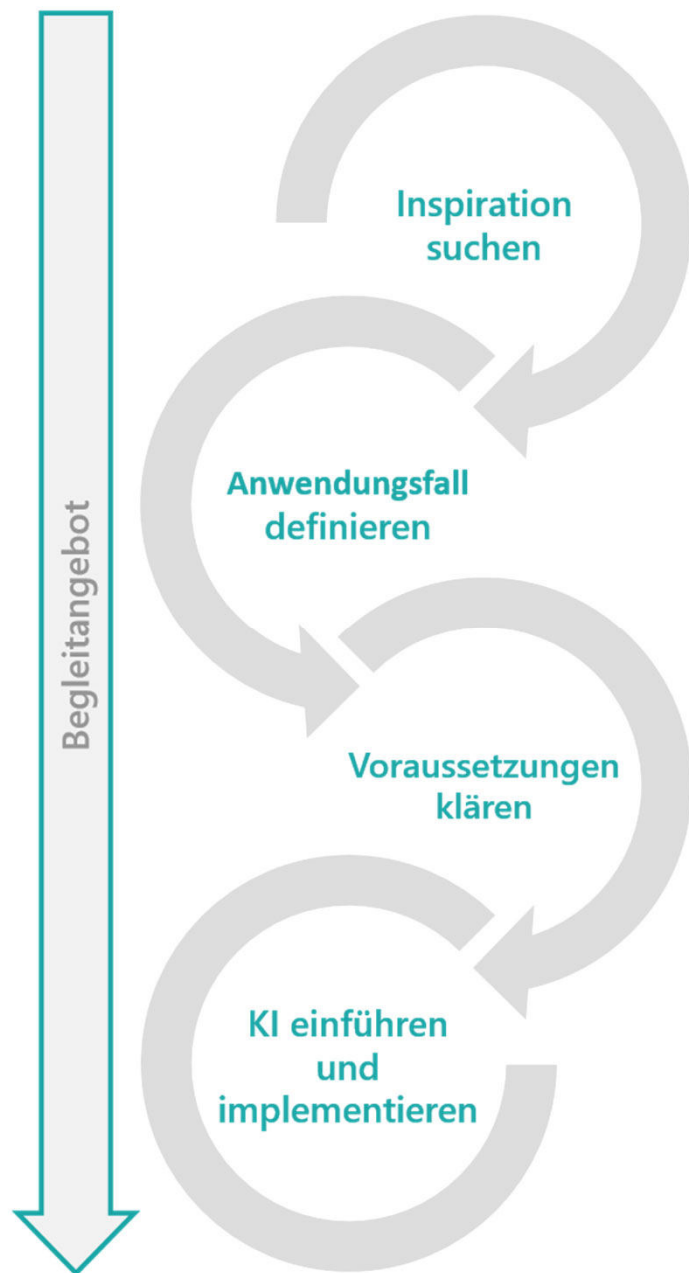 Inspiration
suchen
Anwendungsfall
definieren
Begleitangebot
Voraussetzungen
klären
KI einführen
und
implementieren